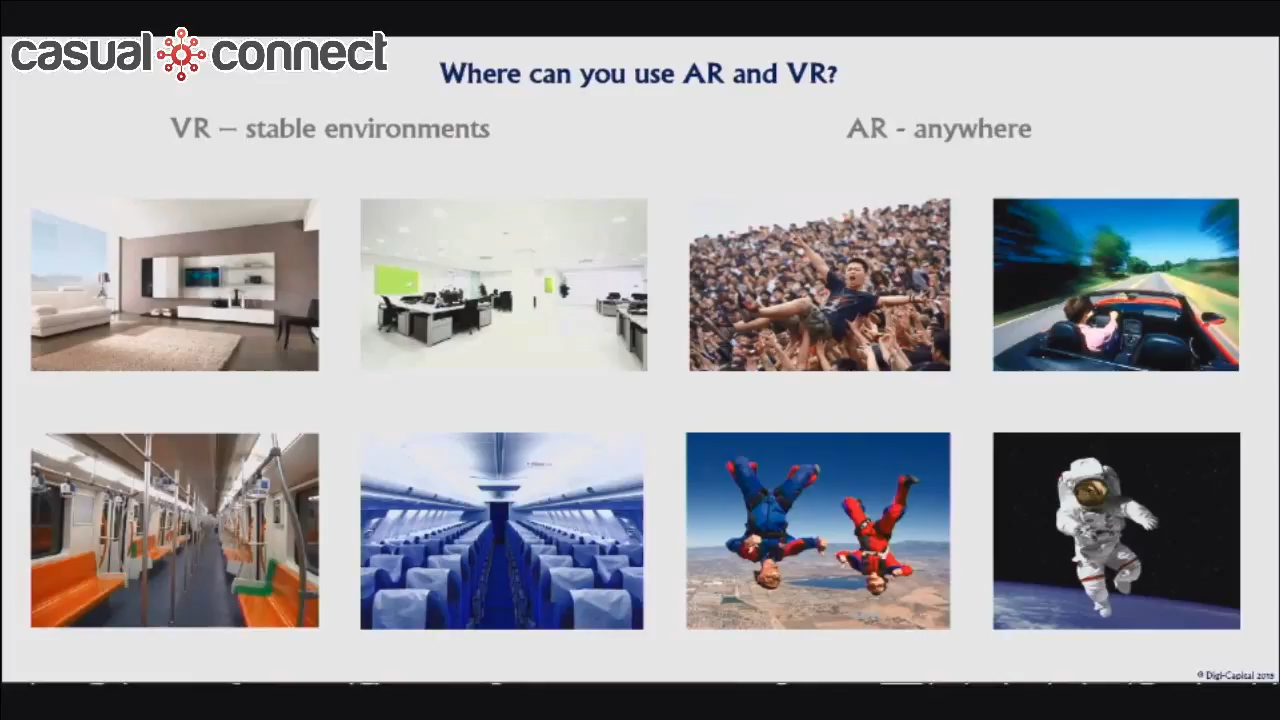 casual connect
Where can you use AR and VR?
VR – stable environments
AR - anywhere
© Digi-Capital 2015